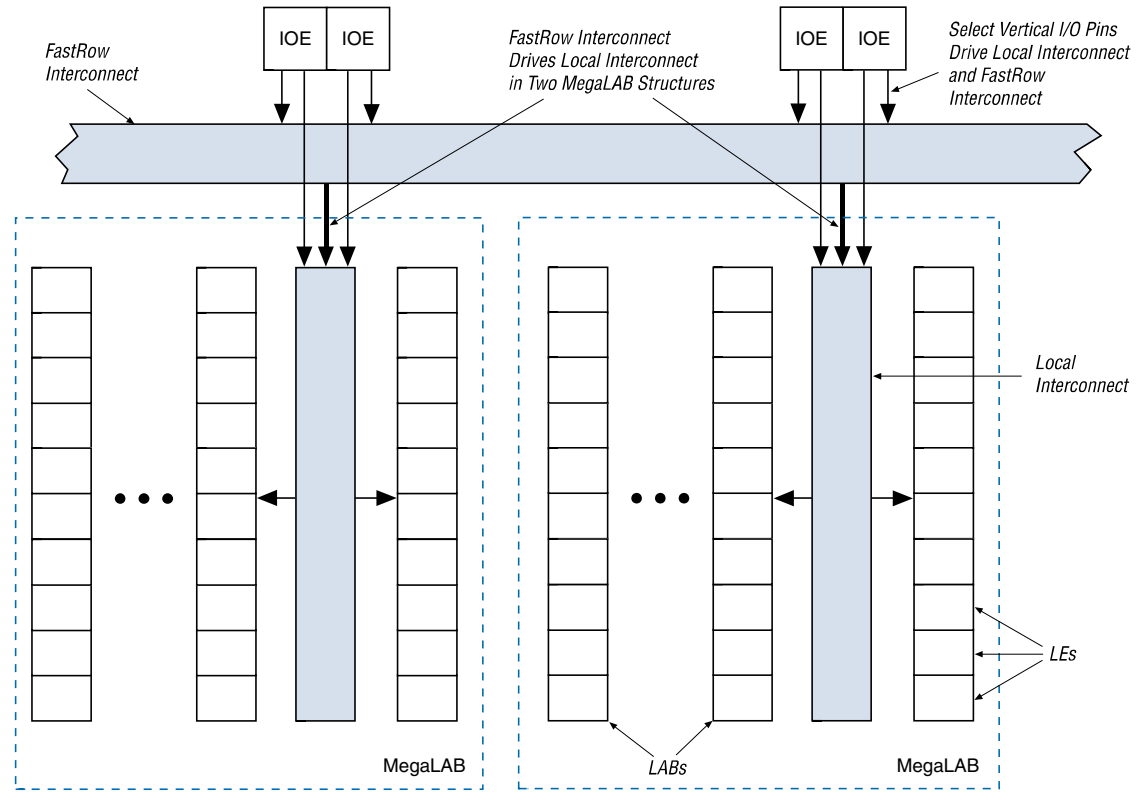 IOE IOE
IOE IOE
FastRow
Interconnect
FastRow Interconnect
Drives Local Interconnect
in Two MegaLAB Structures
Select Vertical I/O Pins
Drive Local Interconnect
and FastRow
Interconnect
Local
Interconnect
LEs
LABs
MegaLAB
MegaLAB